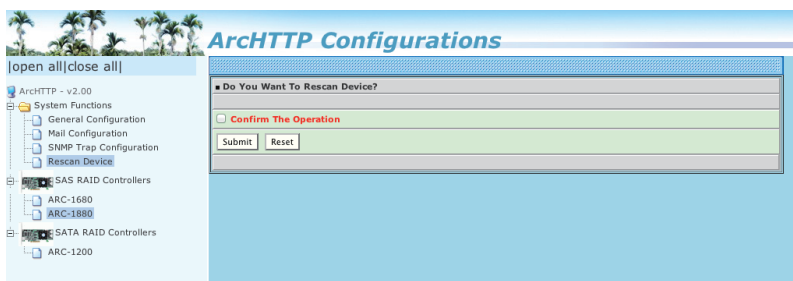 ArcHTTP Configurations
|open all|close all|
ArcHTTP - v2.00
System Functions
General Configuration
Mail Configuration
SNMP Trap Configuration
Rescan Device
SAS RAID Controllers
ARC-1680
ARC-1880
SATA RAID Controllers
ARC-1200
Do You Want To Rescan Device?
Confirm The Operation
Submit Reset